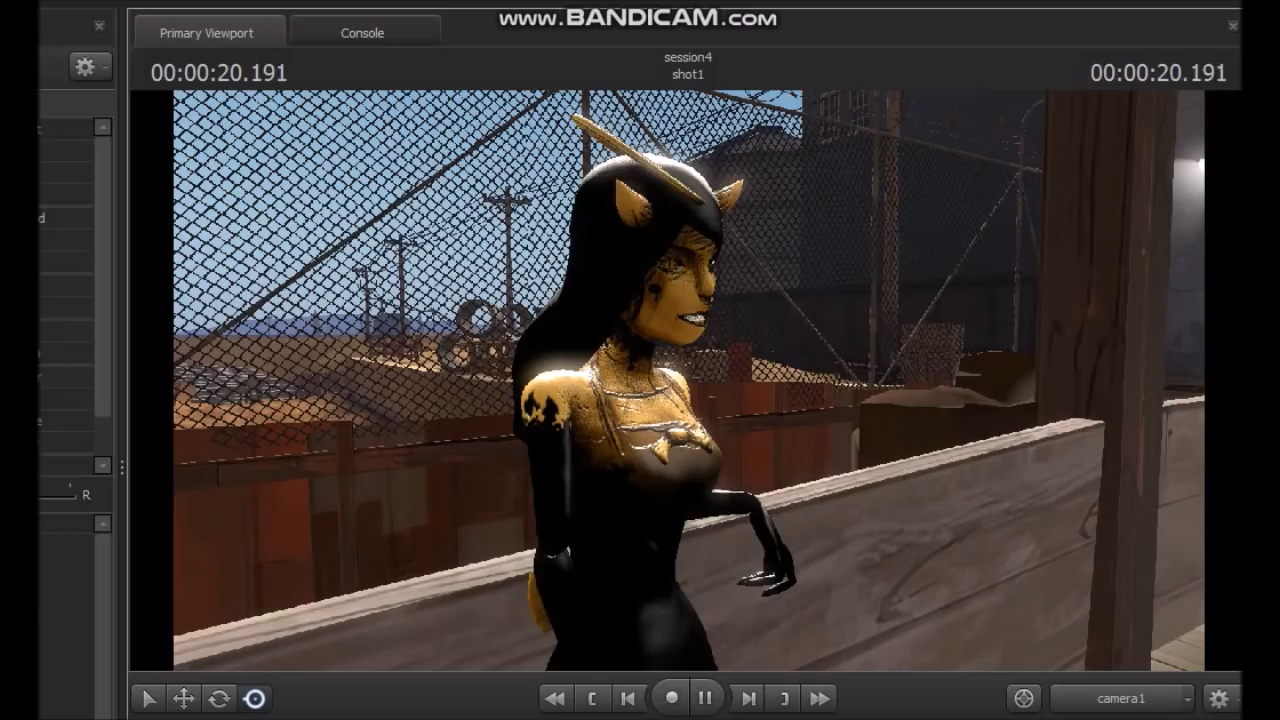 www.BANDICAM.com
Primary Viewport
Console
session4
00:00:20.191
00:00:20.191
shot1
d
R
camera1